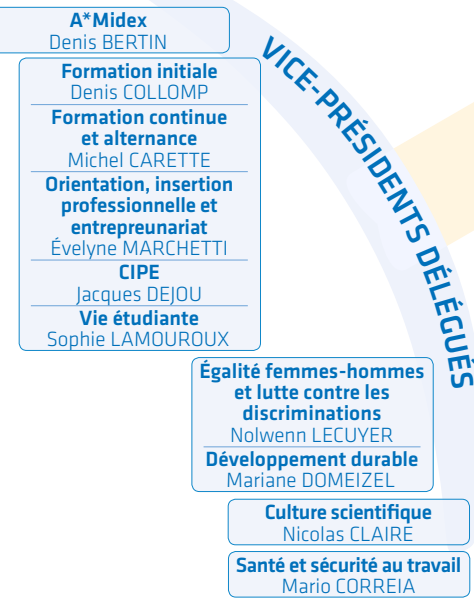 A*Midex
Denis BERTIN
VICE-PRÉSIDENTS DÉLÉGUÉS
Formation initiale
Denis COLLOMP
Formation continue
et alternance
Michel CARETTE
Orientation, insertion
professionnelle et
entrepreunariat
Évelyne MARCHETTI
CIPE
Jacques DEJOU
Vie étudiante
Sophie LAMOUROUX
Égalité femmes-hommes
et lutte contre les
discriminations
Nolwenn LECUYER
Développement durable
Mariane DOMEIZEL
Culture scientifique
Nicolas CLAIRE
Santé et sécurité au travail
Mario CORREIA